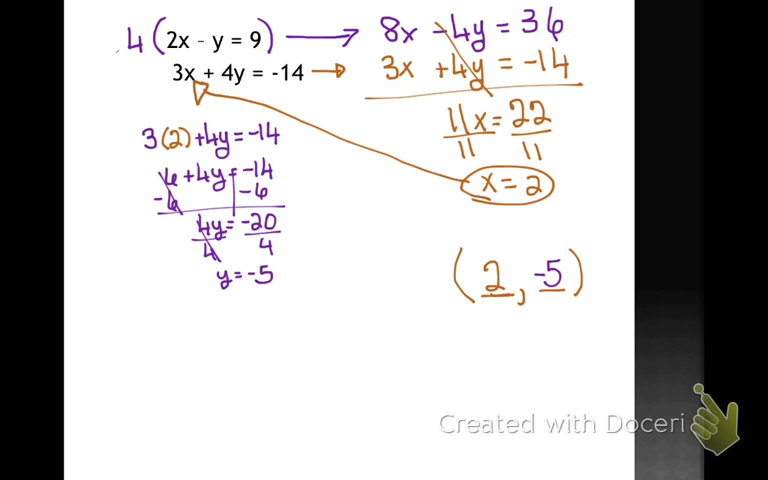 4(2x - y = 9) → 8x -4y = 36
3x + 4y = -14 → 3x +4y = -14
11x = 22
11 11
x = 2
3(2) +4y = -14
6 +4y = -14
-6 -6
4y = -20
4 4
y = -5
(2, -5)
Created with Doceri